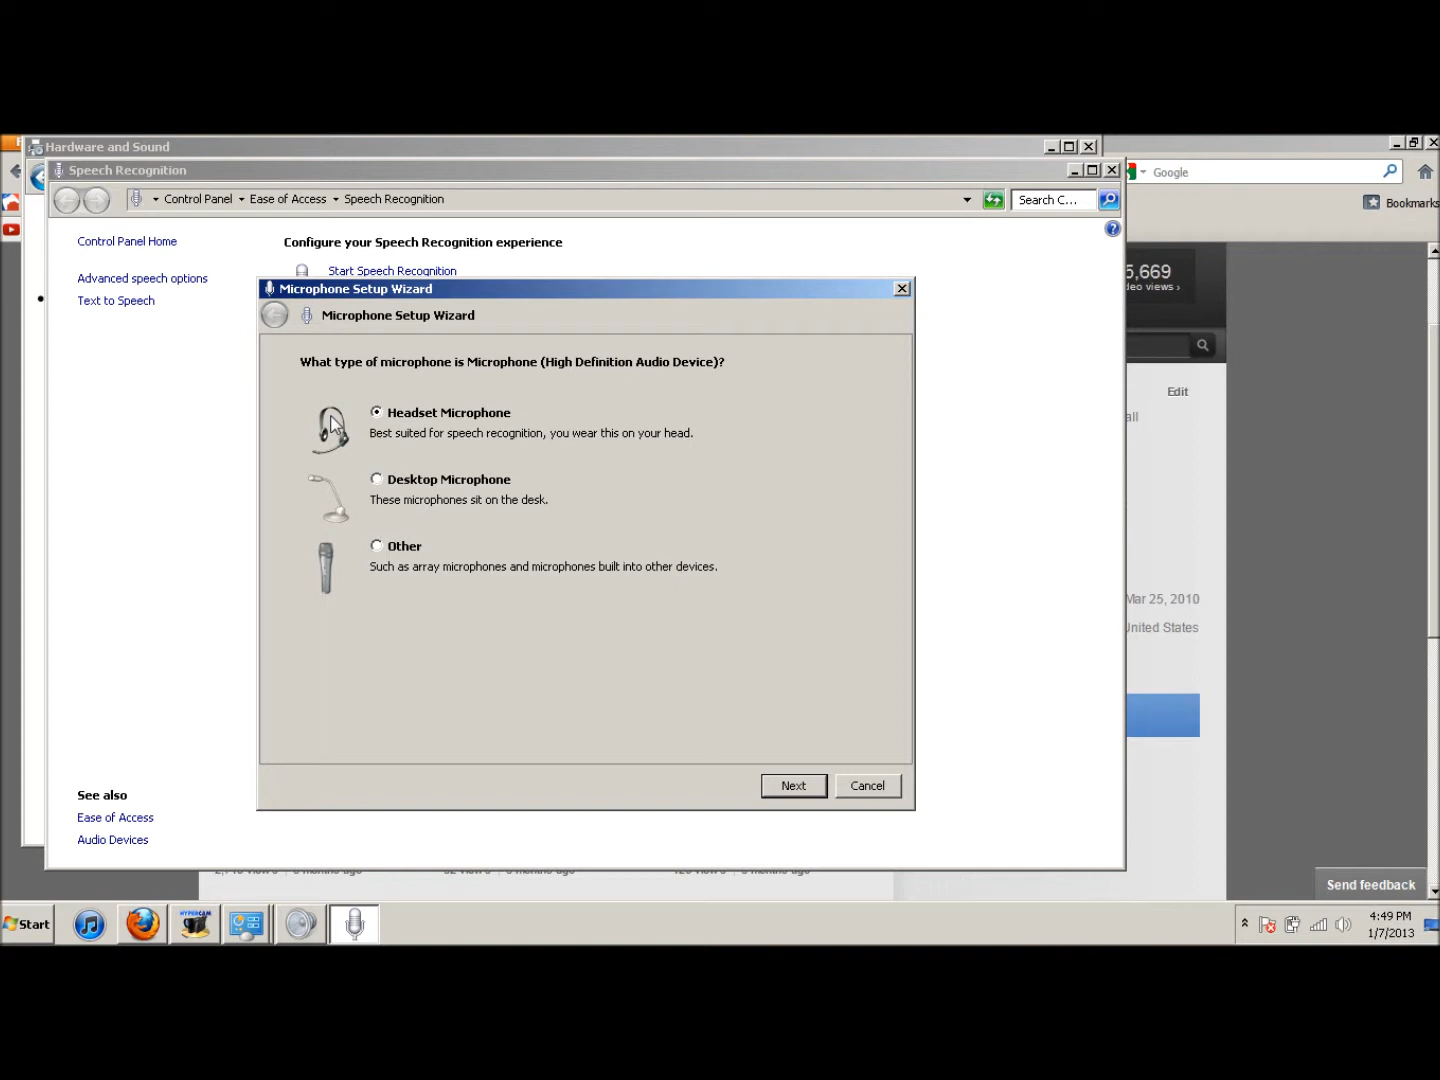 Hardware and Sound
Speech Recognition
Control Panel
Ease of Access
Speech Recognition
Search C...
Google
Bookmarks
Control Panel Home
Configure your Speech Recognition experience
Advanced speech options
Start Speech Recognition
Text to Speech
5,669
deo views ›
Microphone Setup Wizard
Microphone Setup Wizard
What type of microphone is Microphone (High Definition Audio Device)?
Headset Microphone
Best suited for speech recognition, you wear this on your head.
Desktop Microphone
These microphones sit on the desk.
Other
Such as array microphones and microphones built into other devices.
Edit
all
Mar 25, 2010
United States
Next
Cancel
See also
Ease of Access
Audio Devices
Send feedback
Start
HYPERCAM
4:49 PM
1/7/2013